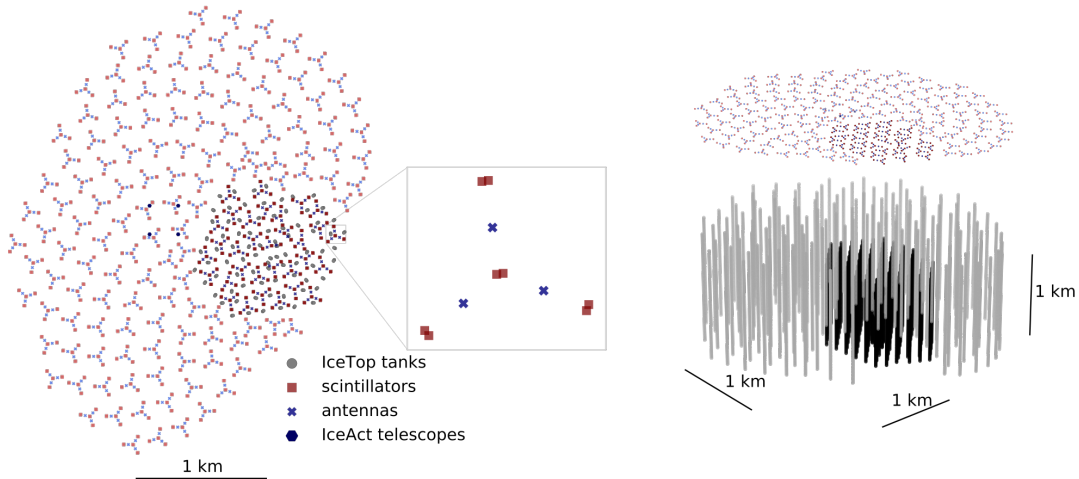 IceTop tanks
scintillators
antennas
IceAct telescopes
1 km
1 km
1 km
1 km